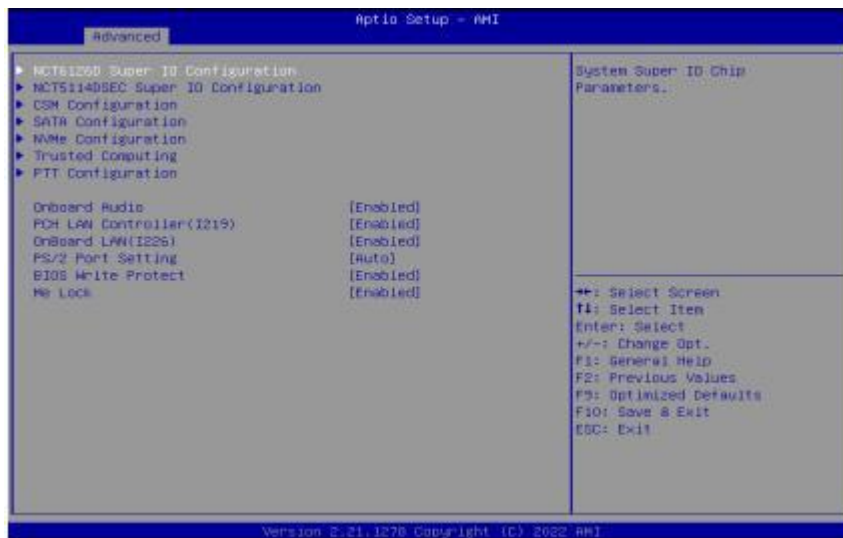 Aptio Setup - AMI
Advanced
NCT6126D Super IO Configuration
NCT5114DSEC Super IO Configuration
CSM Configuration
SATA Configuration
NVMe Configuration
Trusted Computing
PTT Configuration
Onboard Audio [Enabled]
PCH LAN Controller(I219) [Enabled]
OnBoard LAN(I226) [Enabled]
PS/2 Port Setting [Auto]
BIOS Write Protect [Enabled]
Me Lock [Enabled]
System Super IO Chip
Parameters.
→←: Select Screen
↑↓: Select Item
Enter: Select
+/-: Change Opt.
F1: General Help
F2: Previous Values
F9: Optimized Defaults
F10: Save & Exit
ESC: Exit
Version 2.21.1278 Copyright (C) 2022 AMI